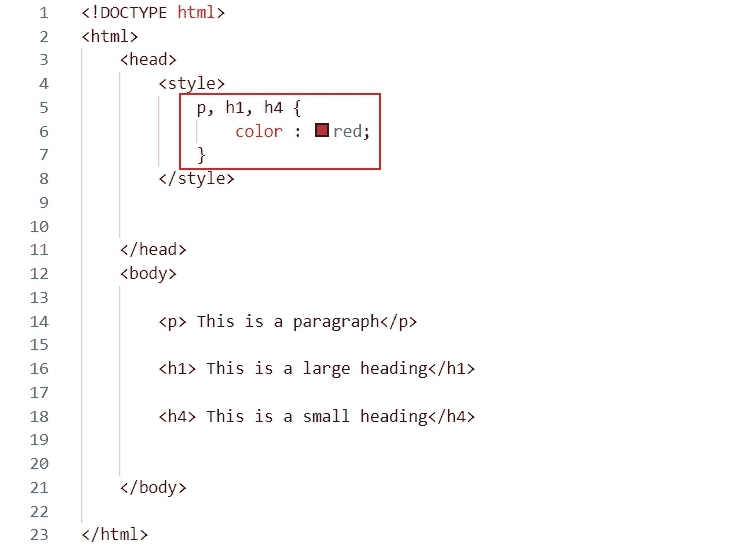 1 <!DOCTYPE html>
2 <html>
3     <head>
4         <style>
5             p, h1, h4 {
6                 color : red;
7             }
8         </style>
9
10
11     </head>
12     <body>
13
14         <p> This is a paragraph</p>
15
16         <h1> This is a large heading</h1>
17
18         <h4> This is a small heading</h4>
19
20
21     </body>
22
23 </html>